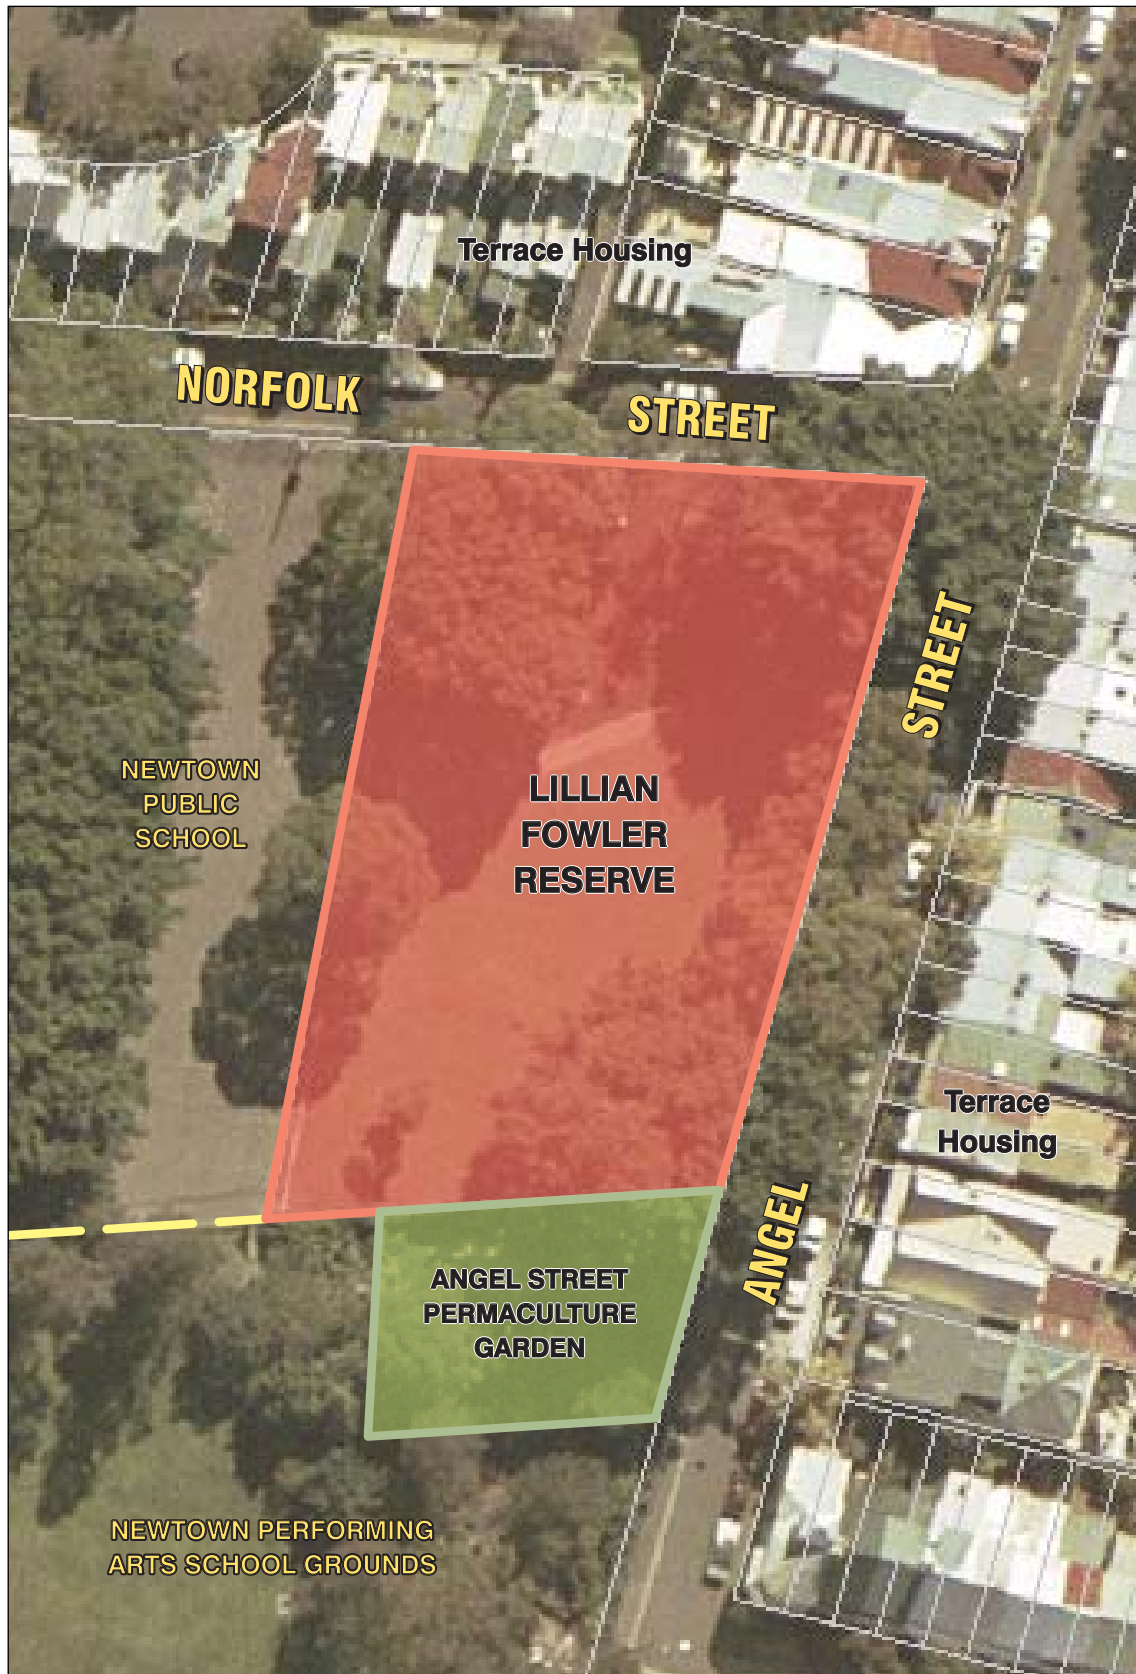 Terrace Housing
NORFOLK STREET
STREET
NEWTOWN
PUBLIC
SCHOOL
LILLIAN
FOWLER
RESERVE
Terrace
Housing
ANGEL
ANGEL STREET
PERMACULTURE
GARDEN
NEWTOWN PERFORMING
ARTS SCHOOL GROUNDS